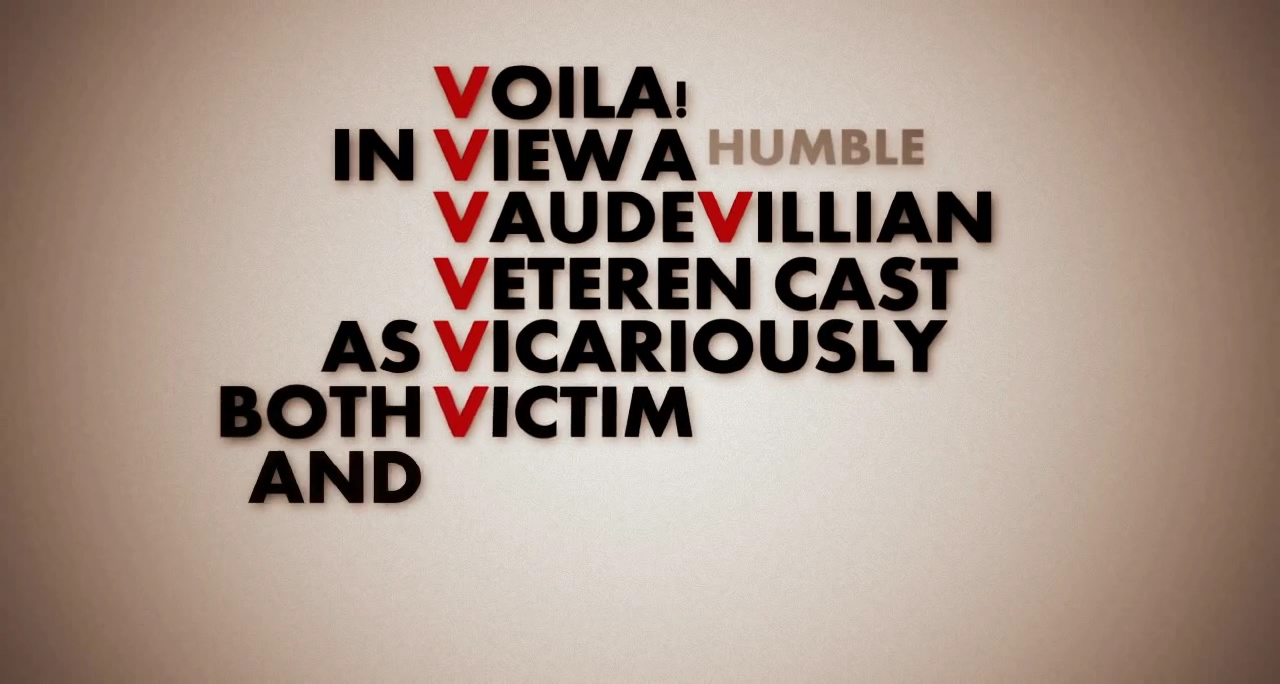 VOILA!
IN VIEW A HUMBLE
VAUDEVILLIAN
VETEREN CAST
AS VICARIOUSLY
BOTH VICTIM
AND